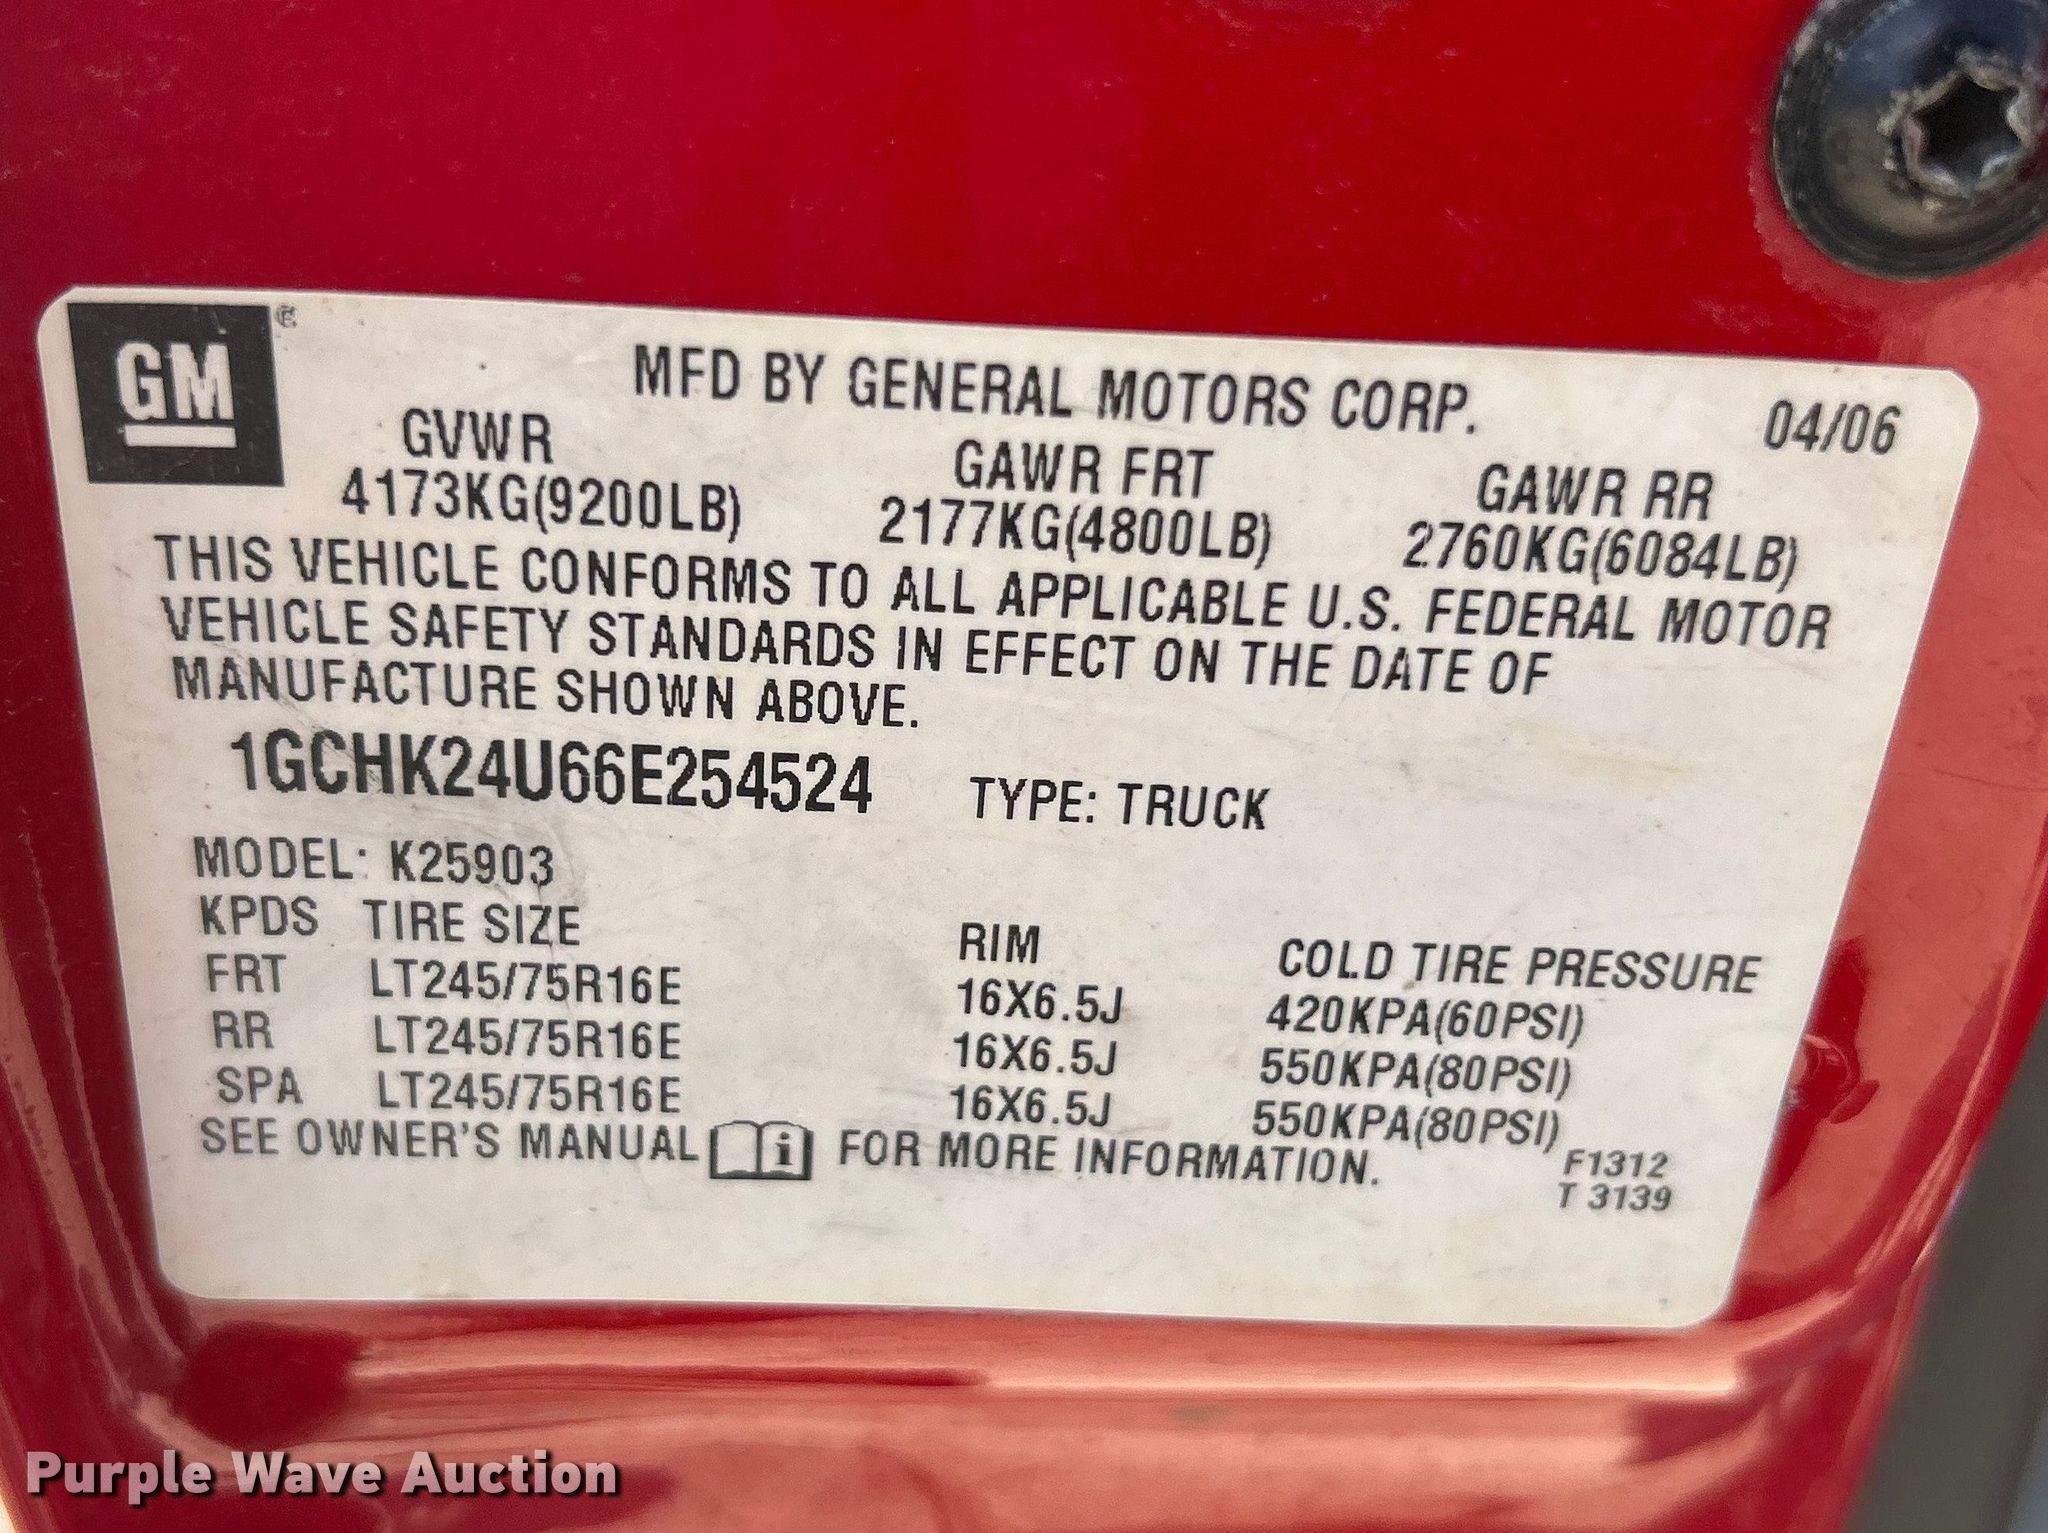 GM
MFD BY GENERAL MOTORS CORP. 04/06
GVWR GAWR FRT GAWR RR
4173KG(9200LB) 2177KG(4800LB) 2760KG(6084LB)
THIS VEHICLE CONFORMS TO ALL APPLICABLE U.S. FEDERAL MOTOR
VEHICLE SAFETY STANDARDS IN EFFECT ON THE DATE OF
MANUFACTURE SHOWN ABOVE.
1GCHK24U66E254524 TYPE: TRUCK
MODEL: K25903
KPDS TIRE SIZE RIM COLD TIRE PRESSURE
FRT LT245/75R16E 16X6.5J 420KPA(60PSI)
RR LT245/75R16E 16X6.5J 550KPA(80PSI)
SPA LT245/75R16E 16X6.5J 550KPA(80PSI)
SEE OWNER'S MANUAL i FOR MORE INFORMATION.
F1312
T 3139
Purple Wave Auction